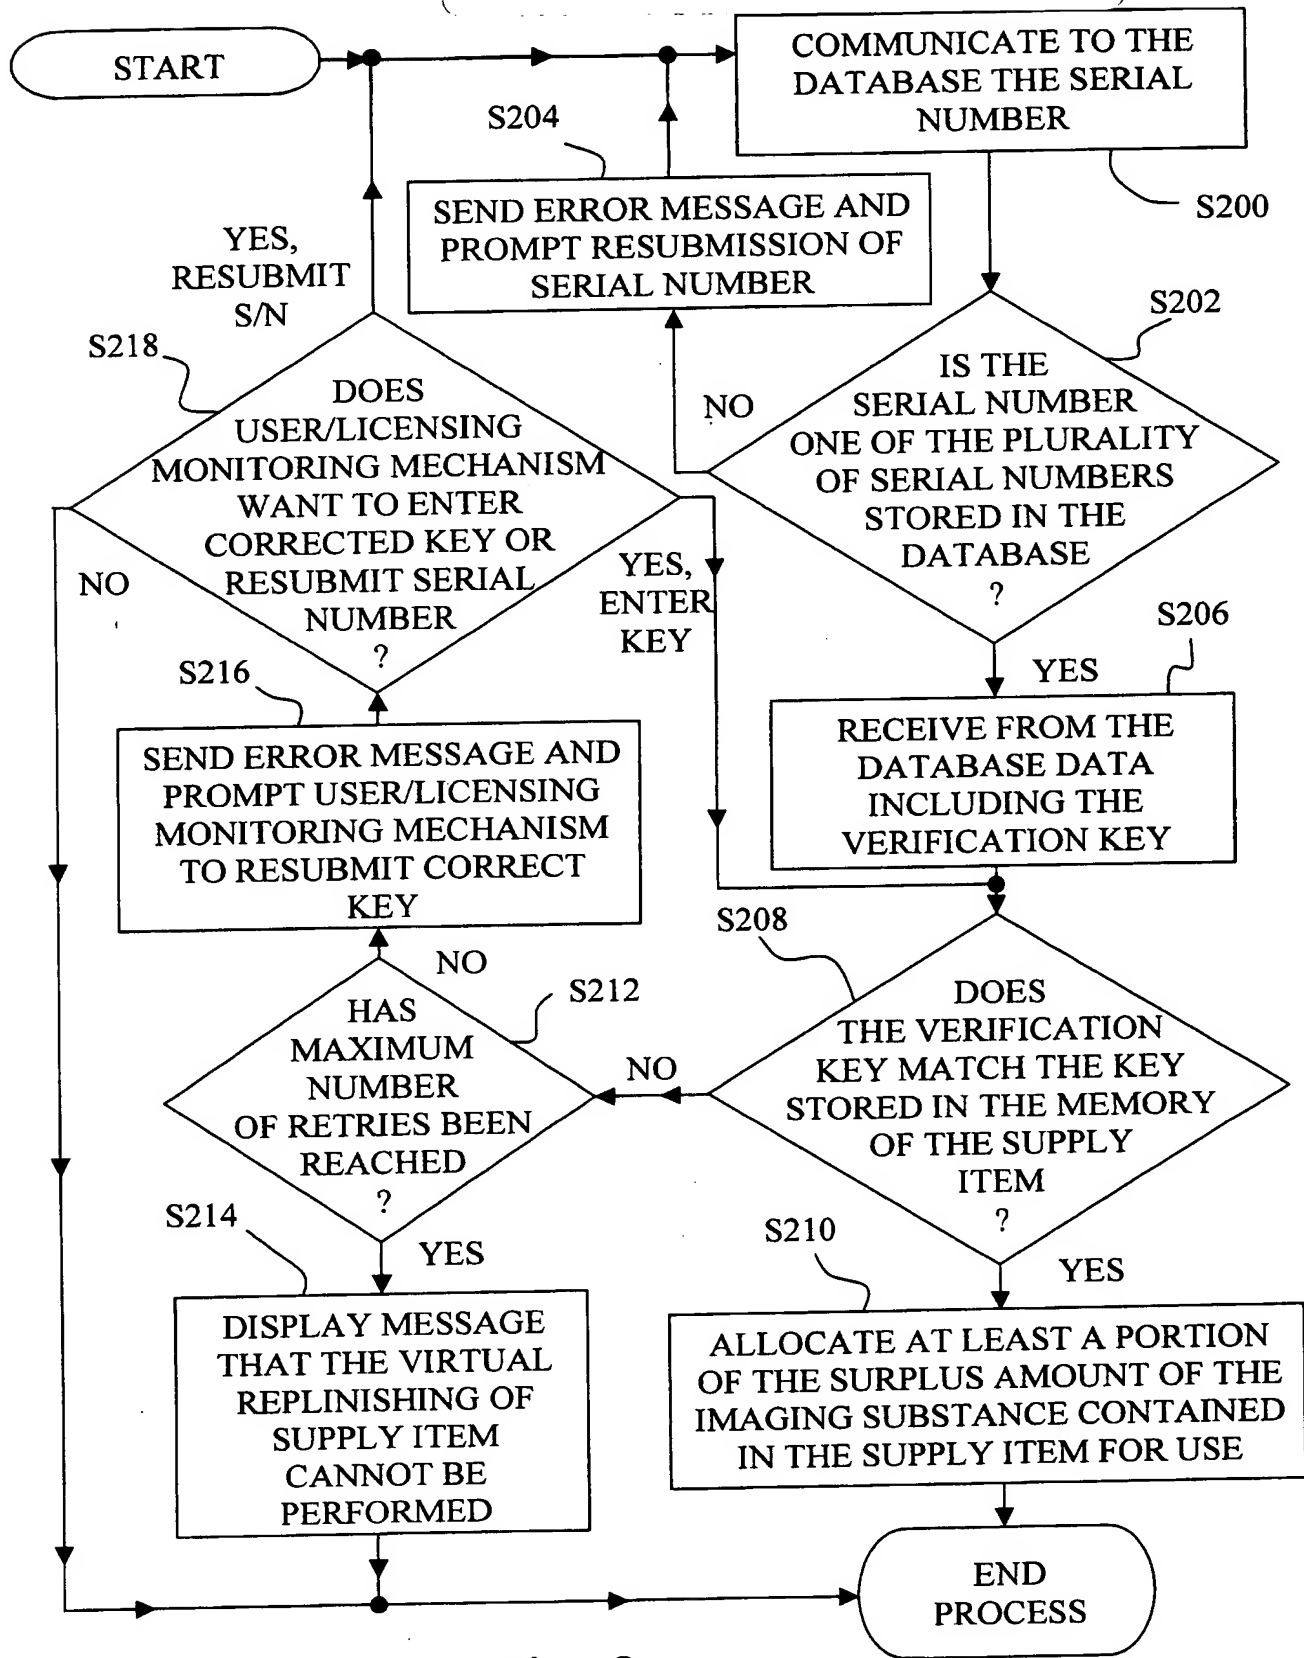 START
COMMUNICATE TO THE
DATABASE THE SERIAL
NUMBER
S200
S204
SEND ERROR MESSAGE AND
PROMPT RESUBMISSION OF
SERIAL NUMBER
YES,
RESUBMIT
S/N
S202
IS THE
SERIAL NUMBER
ONE OF THE PLURALITY
OF SERIAL NUMBERS
STORED IN THE
DATABASE
?
NO
YES
S218
DOES
USER/LICENSING
MONITORING MECHANISM
WANT TO ENTER
CORRECTED KEY OR
RESUBMIT SERIAL
NUMBER
?
NO
YES,
ENTER
KEY
S206
RECEIVE FROM THE
DATABASE DATA
INCLUDING THE
VERIFICATION KEY
S216
SEND ERROR MESSAGE AND
PROMPT USER/LICENSING
MONITORING MECHANISM
TO RESUBMIT CORRECT
KEY
S208
DOES
THE VERIFICATION
KEY MATCH THE KEY
STORED IN THE MEMORY
OF THE SUPPLY
ITEM
?
NO
YES
NO
S212
HAS
MAXIMUM
NUMBER
OF RETRIES BEEN
REACHED
?
YES
S214
DISPLAY MESSAGE
THAT THE VIRTUAL
REPLINISHING OF
SUPPLY ITEM
CANNOT BE
PERFORMED
S210
ALLOCATE AT LEAST A PORTION
OF THE SURPLUS AMOUNT OF THE
IMAGING SUBSTANCE CONTAINED
IN THE SUPPLY ITEM FOR USE
END
PROCESS